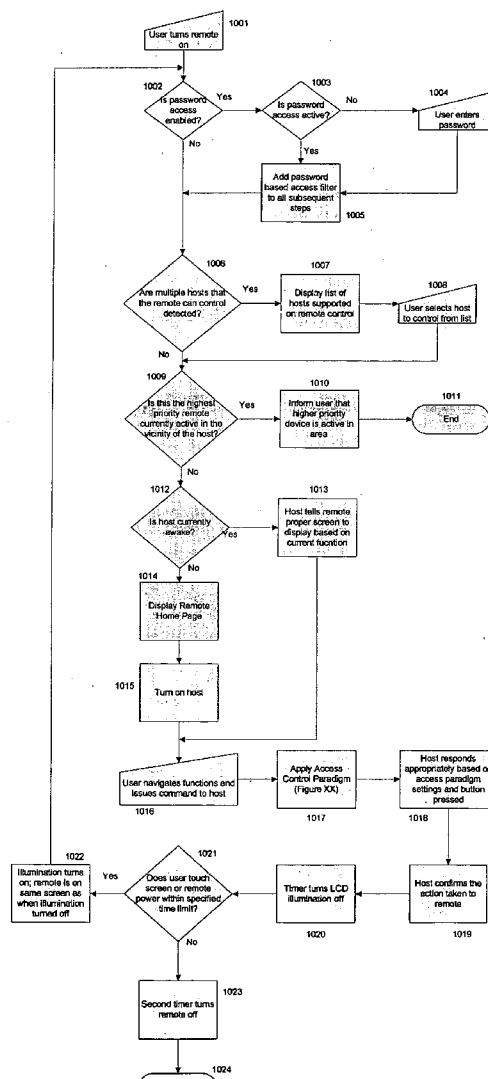 1001
User turns remote
on
1002
Is password
access
enabled?
Yes
1003
Is password
access active?
No
1004
User enters
password
No
Yes
Add password
based access filter
to all subsequent
steps
1005
1006
Are multiple hosts that
the remote can control
detected?
Yes
1007
Display list of
hosts supported
on remote control
1008
User selects host
to control from list
No
1009
Is this the highest
priority remote
currently active in the
vicinity of the host?
Yes
1010
Inform user that
higher priority
device is active in
area
1011
End
No
1012
Is host currently
awake?
Yes
1013
Host tells remote
proper screen to
display based on
current fucntion
No
1014
Display Remote
Home Page
1015
Turn on host
User navigates functions and
issues command to host
1016
Apply Access
Control Paradigm
(Figure XX)
1017
Host responds
appropriately based on
access paradigm
settings and button
pressed
1018
Host confirms the
action taken to
remote
1019
Timer turns LCD
illumination off
1020
1021
Does user touch
screen or remote
power within specified
time limit?
Yes
1022
Illumination turns
on; remote is on
same screen as
when illumination
turned off
No
1023
Second timer turns
remote off
1024